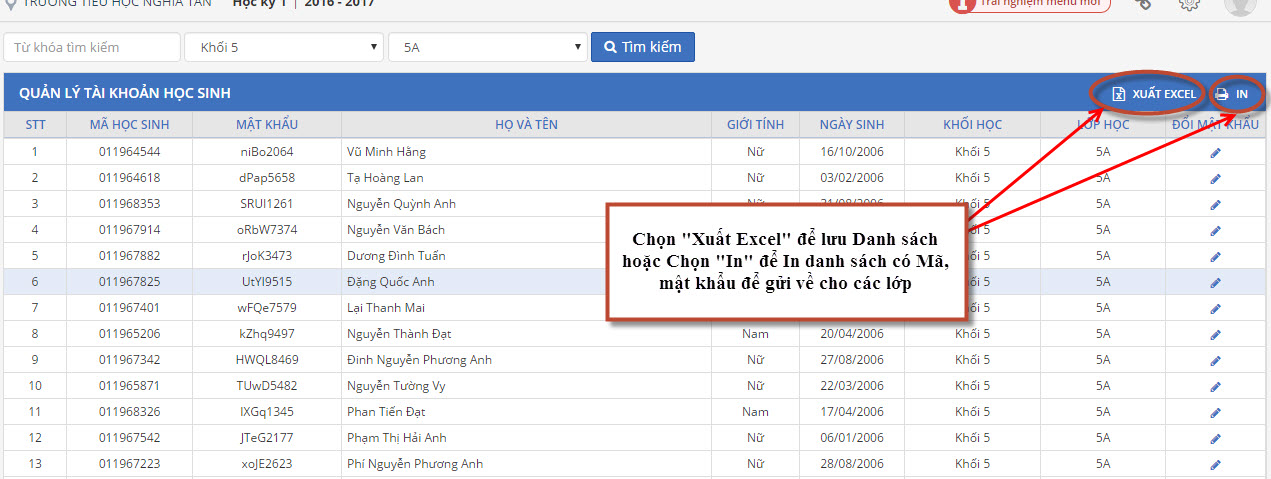 TRƯỜNG TIỂU HỌC NGHĨA TÂN Học kỳ 1 | 2016 - 2017 Trải nghiệm menu mới
Từ khóa tìm kiếm Khối 5 5A Tìm kiếm
QUẢN LÝ TÀI KHOẢN HỌC SINH XUẤT EXCEL IN
STT MÃ HỌC SINH MẬT KHẨU HỌ VÀ TÊN GIỚI TÍNH NGÀY SINH KHỐI HỌC LỚP HỌC ĐỔI MẬT KHẨU
1 011964544 niBo2064 Vũ Minh Hằng Nữ 16/10/2006 Khối 5 5A
2 011964618 dPap5658 Tạ Hoàng Lan Nữ 03/02/2006 Khối 5 5A
3 011968353 SRUI1261 Nguyễn Quỳnh Anh Nữ 21/08/2006 Khối 5
4 011967914 oRbW7374 Nguyễn Văn Bách
5 011967882 rJoK3473 Dương Đình Tuấn
6 011967825 UtYI9515 Đặng Quốc Anh
7 011967401 wFQe7579 Lại Thanh Mai
Chọn "Xuất Excel" để lưu Danh sách
hoặc Chọn "In" để In danh sách có Mã,
mật khẩu để gửi về cho các lớp
8 011965206 kZhq9497 Nguyễn Thành Đạt Nam 20/04/2006 Khối 5 5A
9 011967342 HWQL8469 Đinh Nguyễn Phương Anh Nữ 27/08/2006 Khối 5 5A
10 011965871 TUwD5482 Nguyễn Tường Vy Nữ 22/03/2006 Khối 5 5A
11 011968326 IXGq1345 Phan Tiến Đạt Nam 17/04/2006 Khối 5 5A
12 011967542 JTeG2177 Phạm Thị Hải Anh Nữ 06/01/2006 Khối 5 5A
13 011967223 xoJE2623 Phí Nguyễn Phương Anh Nữ 28/08/2006 Khối 5 5A